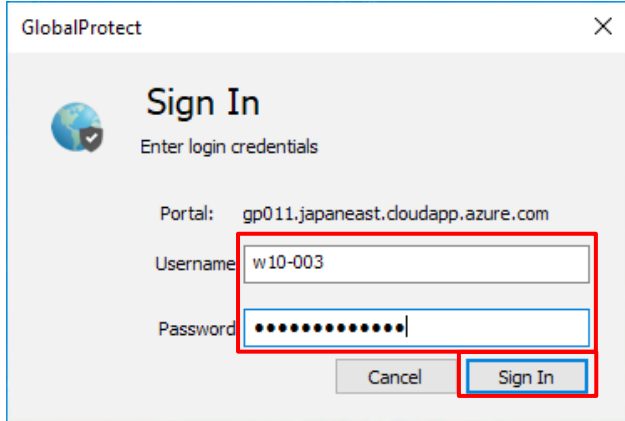 GlobalProtect
Sign In
Enter login credentials
Portal: gp011.japaneast.cloudapp.azure.com
Username w10-003
Password ●●●●●●●●●●●●●
Cancel Sign In